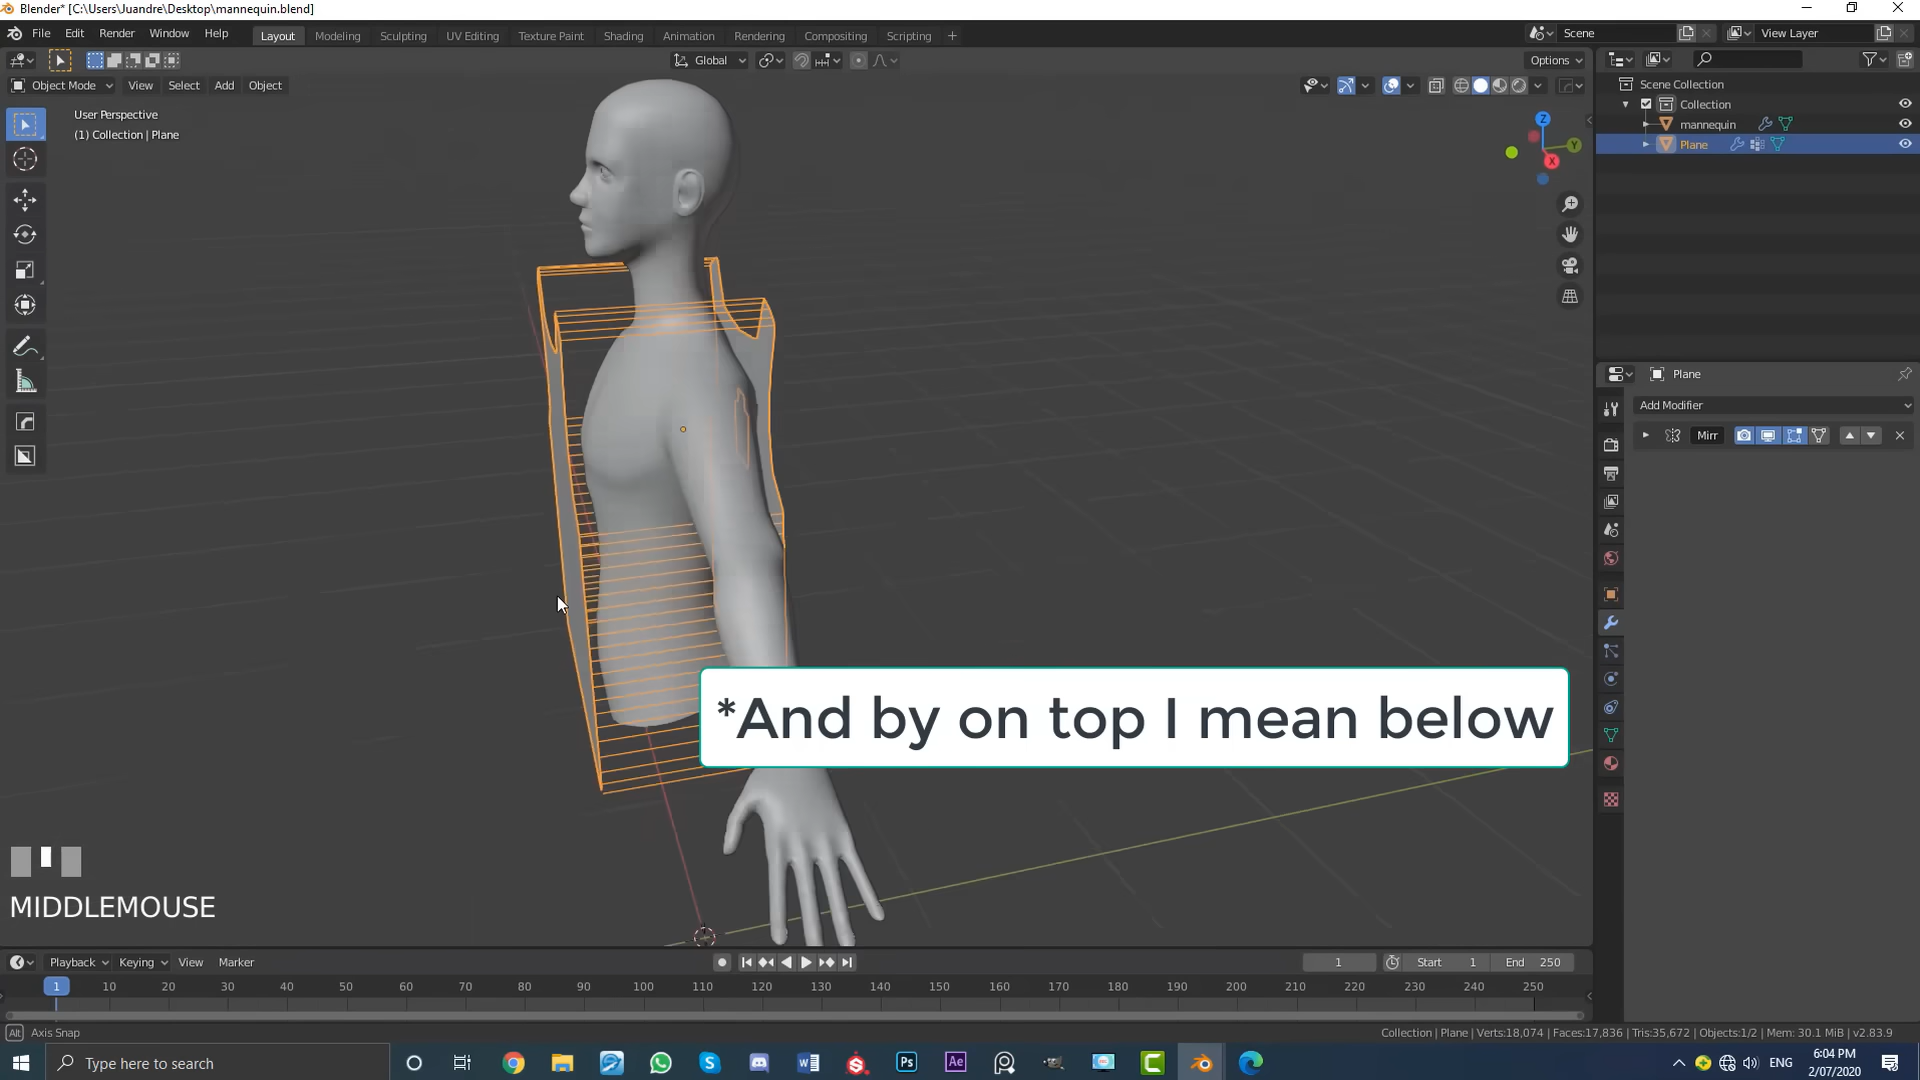 Blender* [C:\Users\Juandre\Desktop\mannequin.blend]
File Edit Render Window Help Layout Modeling Sculpting UV Editing Texture Paint Shading Animation Rendering Compositing Scripting + Scene View Layer
Global Options
Object Mode View Select Add Object
User Perspective
(1) Collection | Plane
Z
Y
X
Scene Collection
Collection
mannequin
Plane
Plane
Add Modifier
Mirr
*And by on top I mean below
MIDDLEMOUSE
Playback Keying View Marker 1 Start 1 End 250
1 10 20 30 40 50 60 70 80 90 100 110 120 130 140 150 160 170 180 190 200 210 220 230 240 250
Alt Axis Snap Collection | Plane | Verts:18,074 | Faces:17,836 | Tris:35,672 | Objects:1/2 | Mem: 30.1 MiB | v2.83.9
Type here to search
ENG
6:04 PM
2/07/2020